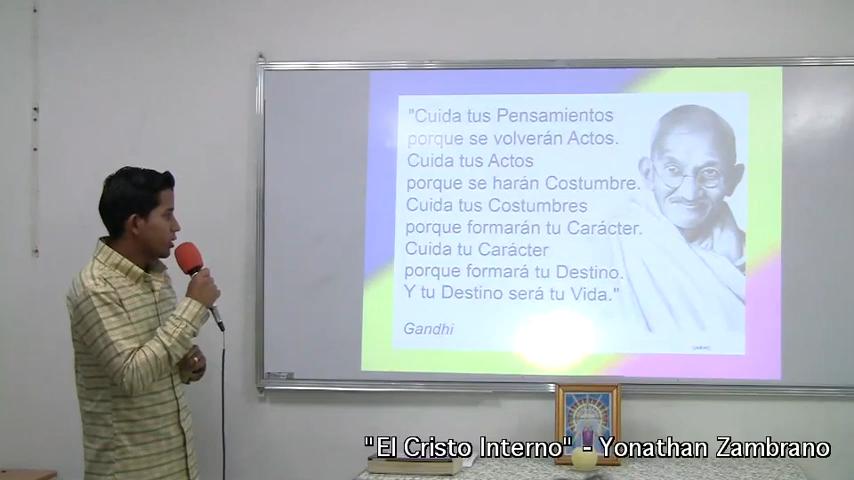 "Cuida tus Pensamientos
porque se volverán Actos.
Cuida tus Actos
porque se harán Costumbre.
Cuida tus Costumbres
porque formarán tu Carácter.
Cuida tu Carácter
porque formará tu Destino.
Y tu Destino será tu Vida."
Gandhi
"El Cristo Interno" - Yonathan Zambrano